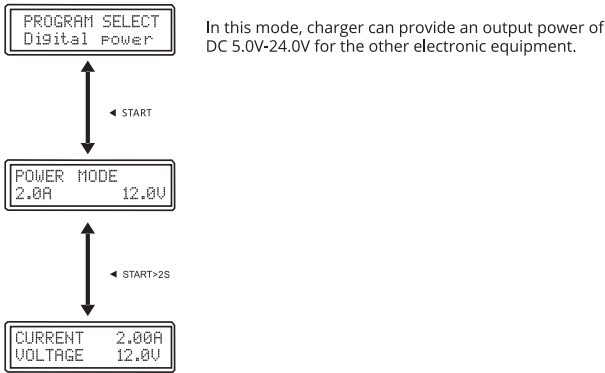 PROGRAM SELECT
Digital Power
In this mode, charger can provide an output power of
DC 5.0V-24.0V for the other electronic equipment.
◄ START
POWER MODE
2.0A 12.0V
◄ START>2S
CURRENT 2.00A
VOLTAGE 12.0V